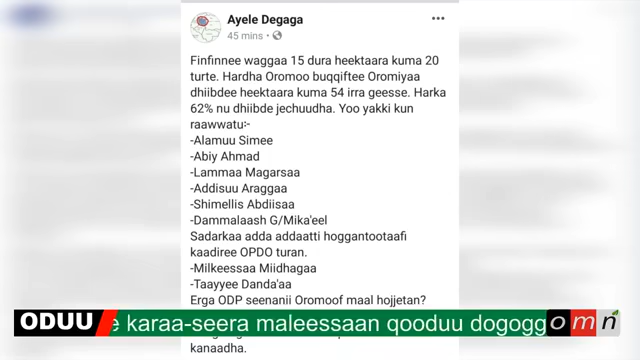 Ayele Degaga
45 mins
Finfinnee waggaa 15 dura heektaara kuma 20
turte. Hardha Oromoo buqqiftee Oromiyaa
dhiibdee heektaara kuma 54 irra geesse. Harka
62% nu dhiibde jechuudha. Yoo yakki kun
raawwatu:-
-Alamuu Simee
-Abiy Ahmad
-Lammaa Magarsaa
-Addisuu Araggaa
-Shimellis Abdiisaa
-Dammalaash G/Mika'eel
Sadarkaa adda addaatti hoggantootaafi
kaadiree OPDO turan.
-Milkeessaa Miidhagaa
-Taayyee Danda'aa
Erga ODP seenanii Oromoof maal hojjetan?
ODUU
karaa-seera maleessaan qooduu dogogg
omn
kanaadha.